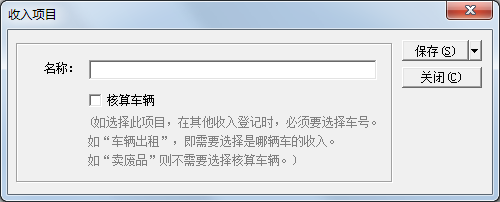 收入项目
保存(S)
名称：
关闭(C)
核算车辆
(如选择此项目，在其他收入登记时，必须要选择车号。
如“车辆出租”，即需要选择是哪辆车的收入。
如“卖废品”则不需要选择核算车辆。)